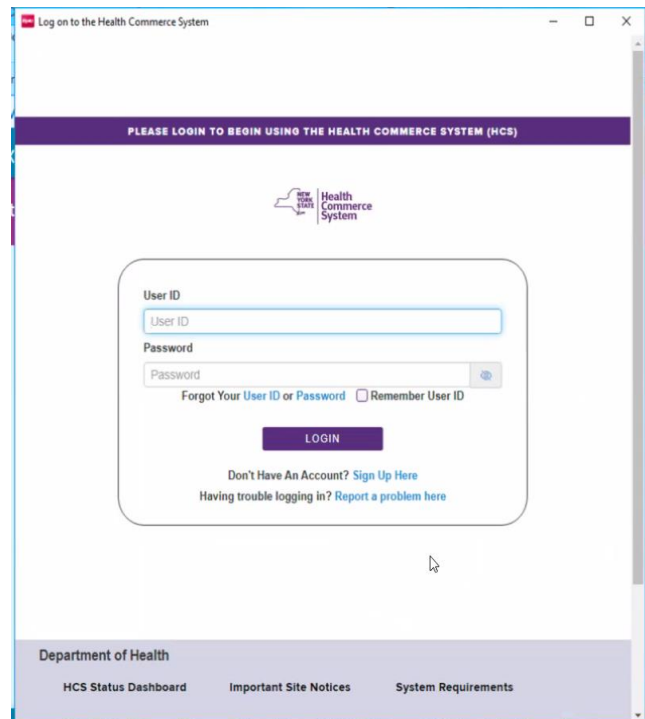 Log on to the Health Commerce System
PLEASE LOGIN TO BEGIN USING THE HEALTH COMMERCE SYSTEM (HCS)
NEW YORK STATE
Health Commerce System
User ID
User ID
Password
Password
Forgot Your User ID or Password Remember User ID
LOGIN
Don't Have An Account? Sign Up Here
Having trouble logging in? Report a problem here
Department of Health
HCS Status Dashboard Important Site Notices System Requirements